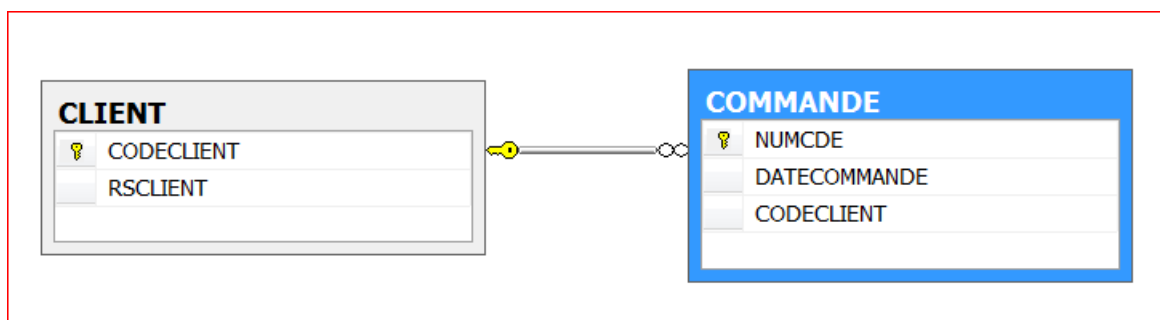 CLIENT
CODECLIENT
RSCLIENT
COMMANDE
NUMCDE
DATECOMMANDE
CODECLIENT